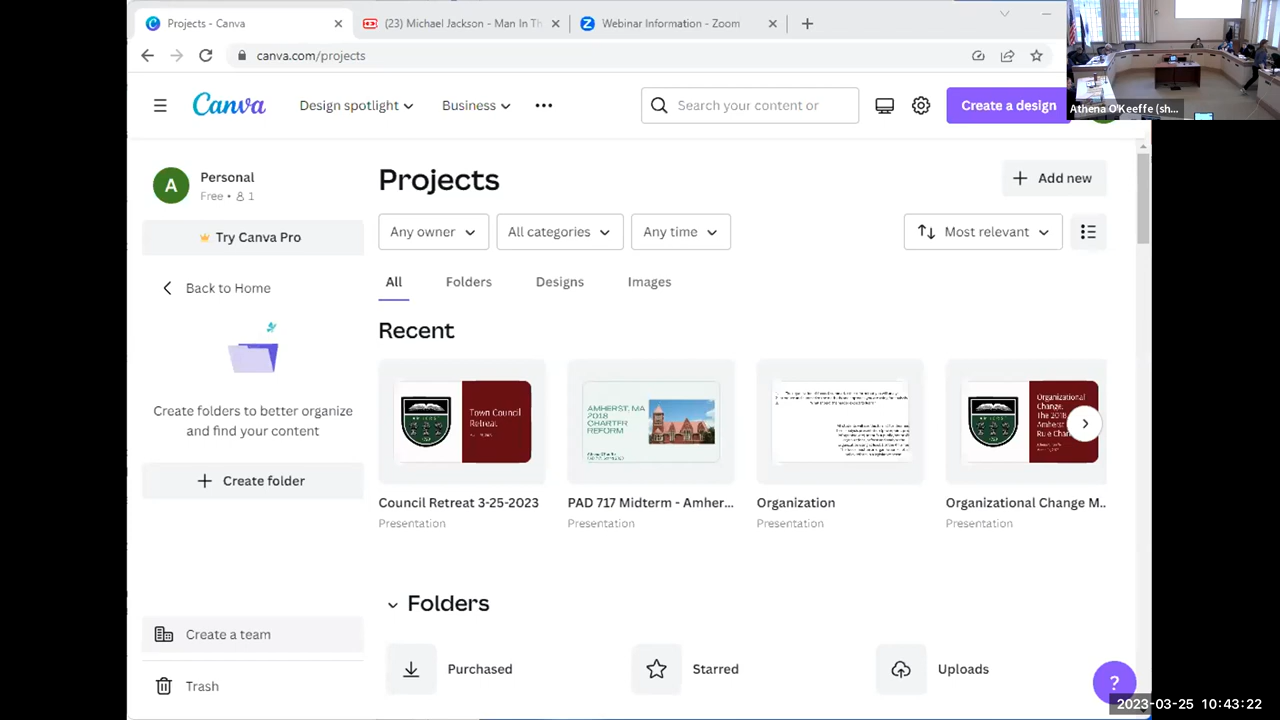 Projects - Canva
(23) Michael Jackson - Man In Th
Webinar Information - Zoom
canva.com/projects
Athena O'Keeffe (sh...
Canva
Design spotlight
Business
Search your content or
Create a design
A
Personal
Free • 1
Try Canva Pro
Back to Home
Create folders to better organize
and find your content
Create folder
Create a team
Trash
Projects
Add new
Any owner
All categories
Any time
Most relevant
All
Folders
Designs
Images
Recent
Town Council
Retreat
AMHERST, MA
2018
CHARTER
REFORM
Organizational
Change:
The 2018
Council Retreat 3-25-2023
Presentation
PAD 717 Midterm - Amher...
Presentation
Organization
Presentation
Organizational Change M..
Presentation
Folders
Purchased
Starred
Uploads
?
2023-03-25 10:43:22